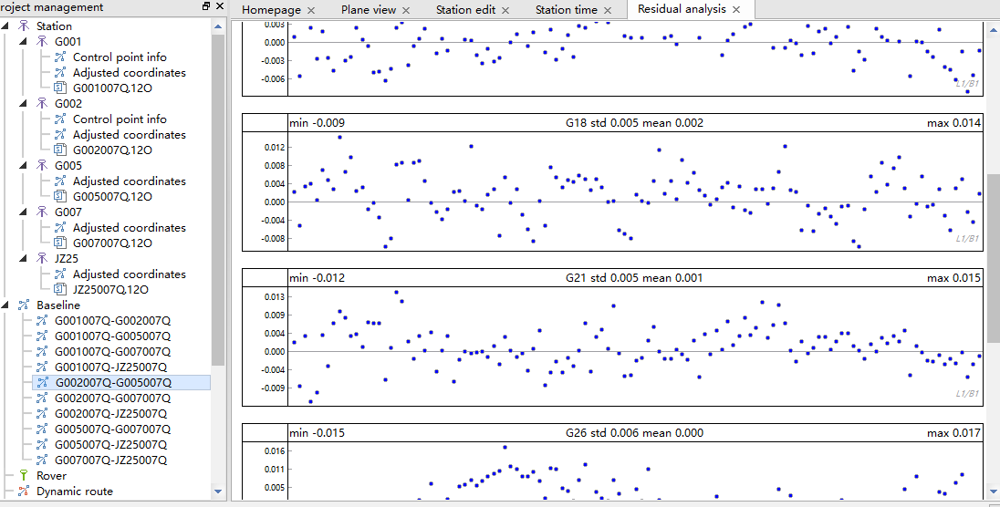 roject management
Homepage
Plane view
Station edit
Station time
Residual analysis
Station
G001
Control point info
Adjusted coordinates
G001007Q,12O
G002
Control point info
Adjusted coordinates
G002007Q,12O
G005
Adjusted coordinates
G005007Q,12O
G007
Adjusted coordinates
G007007Q,12O
JZ25
Adjusted coordinates
JZ25007Q,12O
Baseline
G001007Q-G002007Q
G001007Q-G005007Q
G001007Q-G007007Q
G001007Q-JZ25007Q
G002007Q-G005007Q
G002007Q-G007007Q
G002007Q-JZ25007Q
G005007Q-G007007Q
G005007Q-JZ25007Q
G007007Q-JZ25007Q
Rover
Dynamic route
0.003
0.000
-0.003
-0.006
L1/B1
min -0.009 G18 std 0.005 mean 0.002 max 0.014
0.012
0.008
0.004
0.000
-0.004
-0.008
L1/B1
min -0.012 G21 std 0.005 mean 0.001 max 0.015
0.013
0.009
0.004
0.000
-0.004
-0.009
L1/B1
min -0.015 G26 std 0.006 mean 0.000 max 0.017
0.016
0.011
0.005